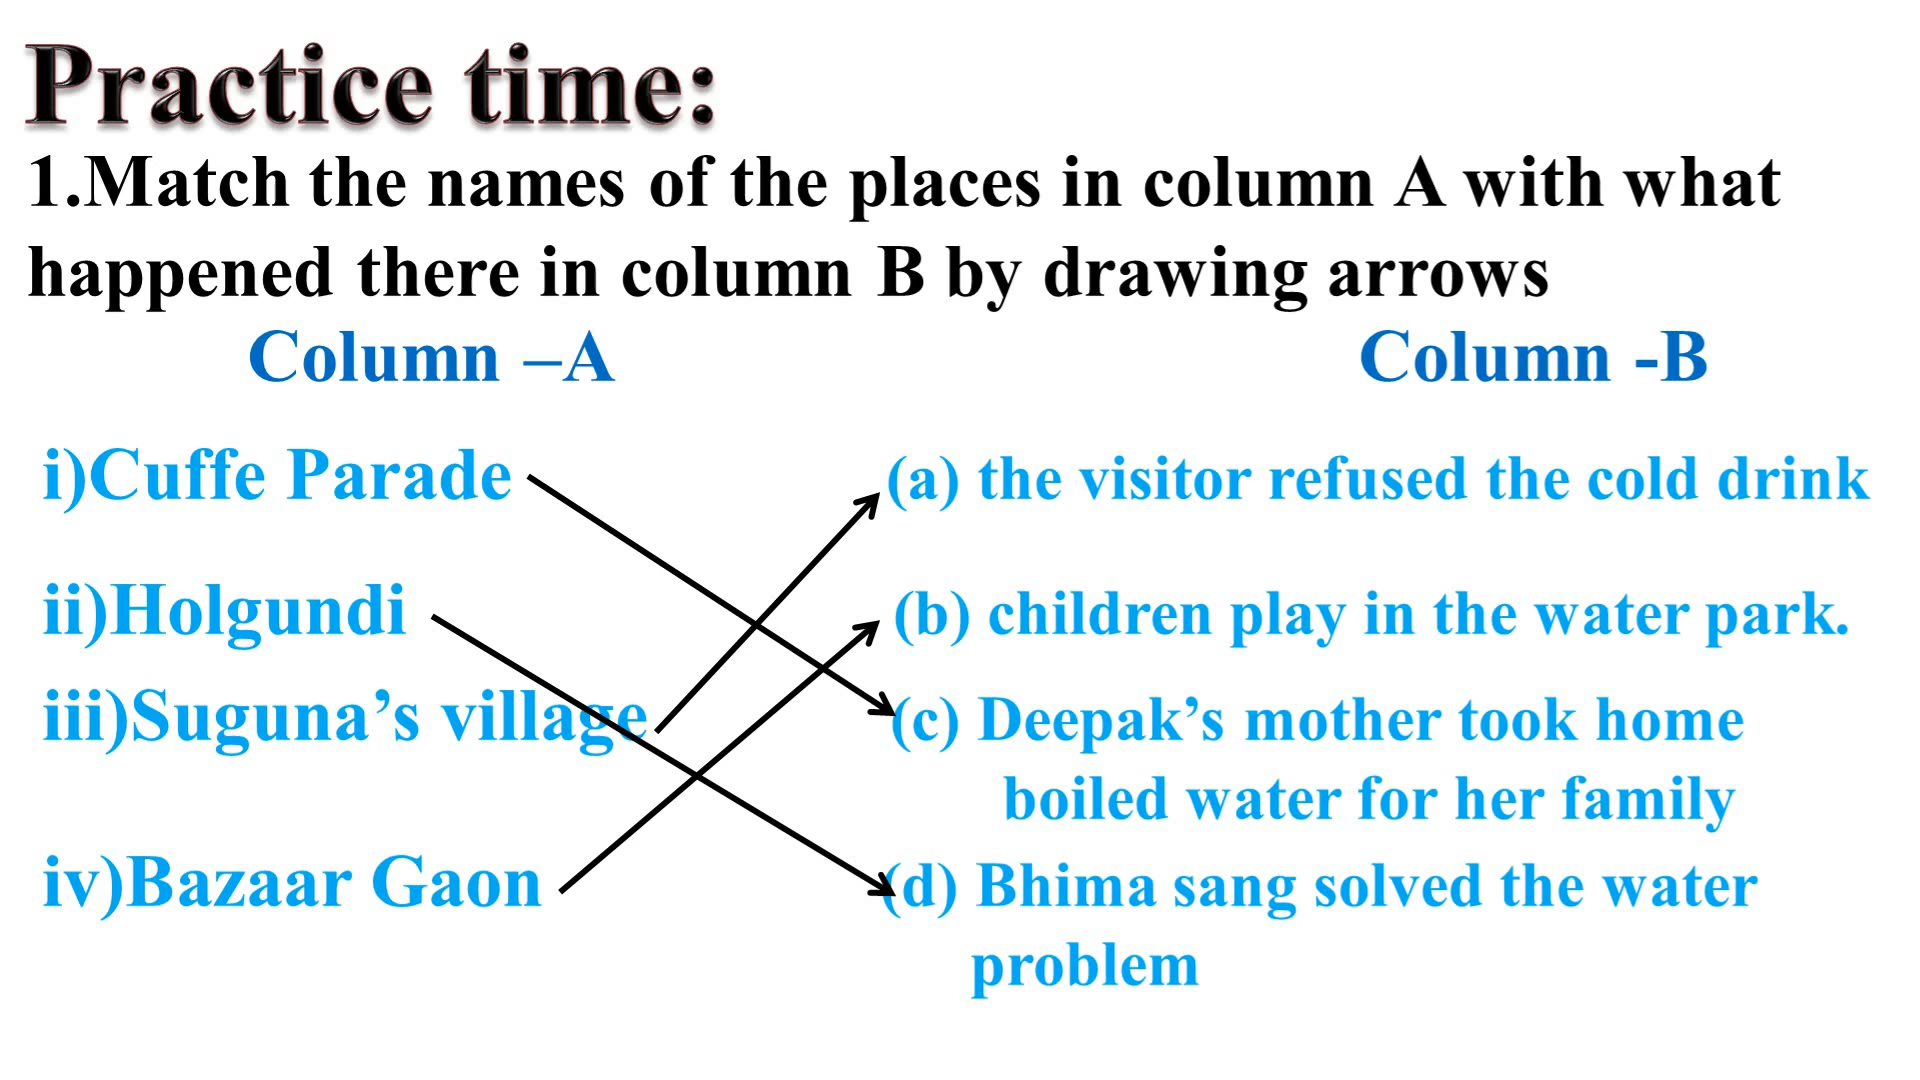 Practice time:
1.Match the names of the places in column A with what
happened there in column B by drawing arrows
Column –A
Column -B
i)Cuffe Parade
(a) the visitor refused the cold drink
ii)Holgundi
(b) children play in the water park.
iii)Suguna’s village
(c) Deepak’s mother took home
boiled water for her family
iv)Bazaar Gaon
(d) Bhima sang solved the water
problem